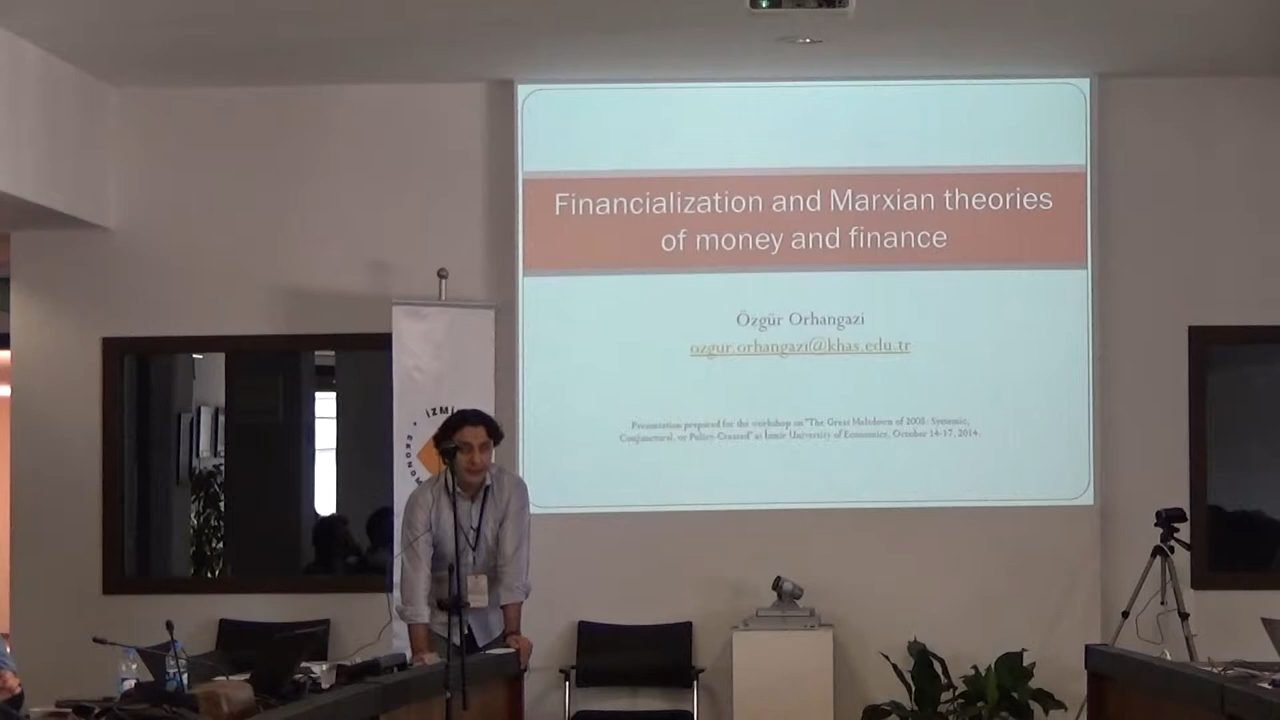 Financialization and Marxian theories
of money and finance
Özgür Orhangazi
ozgur.orhangazi@khas.edu.tr
Presentation prepared for the workshop on "The Great Meltdown of 2008: Systemic,
Conjunctural, or Policy-Created" at İzmir University of Economics, October 14-17, 2014
İZMİ
EKONO